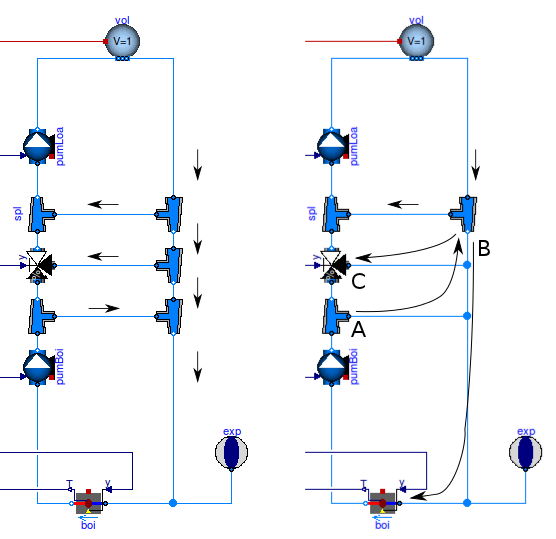 vol
V=1
pumLoa
spl
y
pumBoi
exp
T
y
boi
vol
V=1
pumLoa
spl
B
y
C
A
pumBoi
exp
T
y
boi